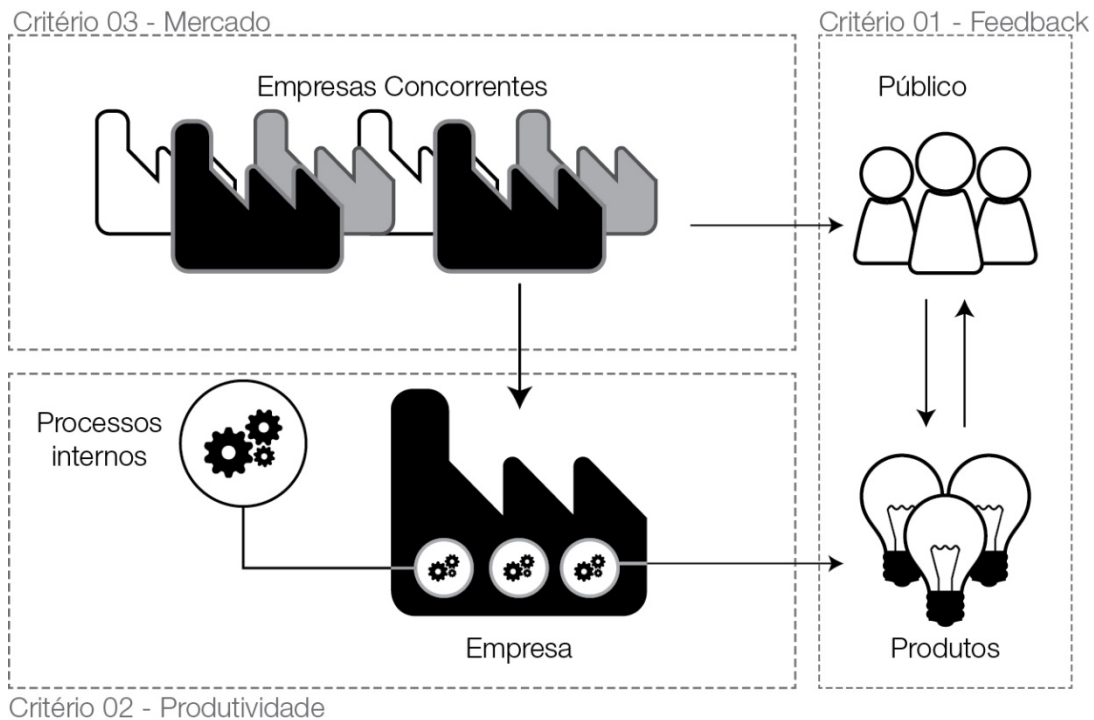 Critério 03 - Mercado
Critério 01 - Feedback
Empresas Concorrentes
Público
Processos
internos
Empresa
Produtos
Critério 02 - Produtividade